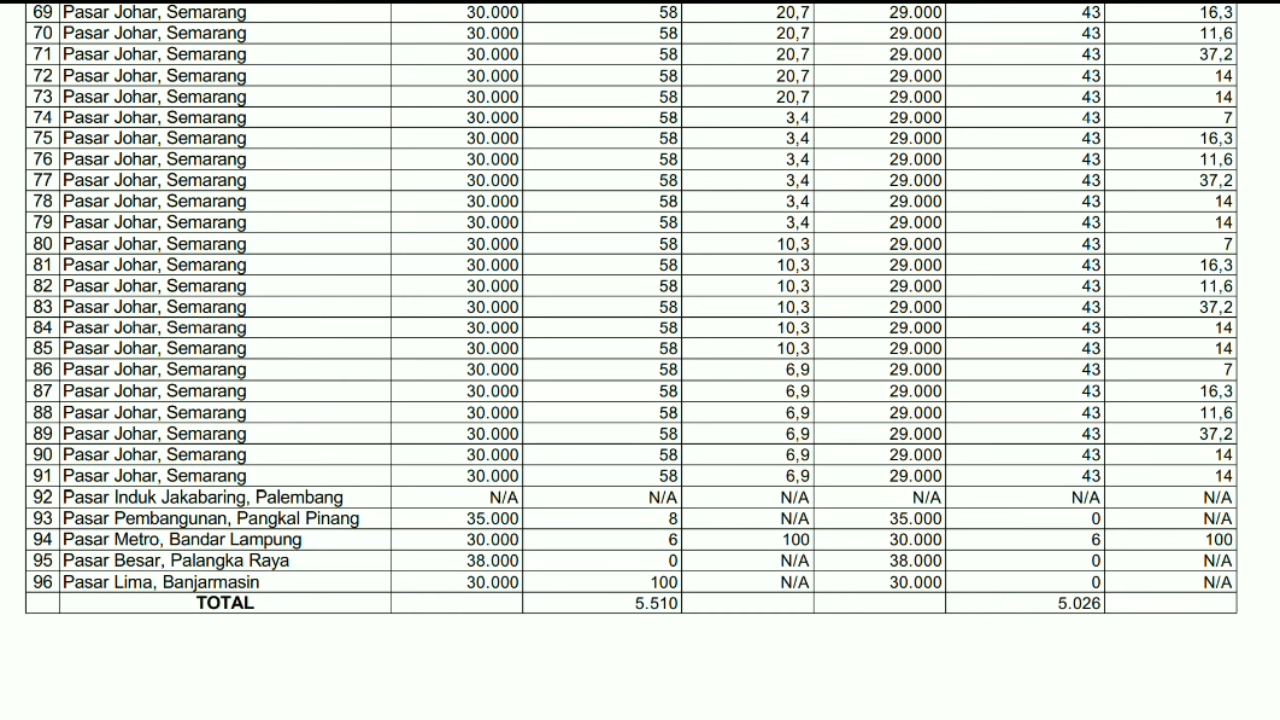 69 Pasar Johar, Semarang 30.000 58 20,7 29.000 43 16,3
70 Pasar Johar, Semarang 30.000 58 20,7 29.000 43 11,6
71 Pasar Johar, Semarang 30.000 58 20,7 29.000 43 37,2
72 Pasar Johar, Semarang 30.000 58 20,7 29.000 43 14
73 Pasar Johar, Semarang 30.000 58 20,7 29.000 43 14
74 Pasar Johar, Semarang 30.000 58 3,4 29.000 43 7
75 Pasar Johar, Semarang 30.000 58 3,4 29.000 43 16,3
76 Pasar Johar, Semarang 30.000 58 3,4 29.000 43 11,6
77 Pasar Johar, Semarang 30.000 58 3,4 29.000 43 37,2
78 Pasar Johar, Semarang 30.000 58 3,4 29.000 43 14
79 Pasar Johar, Semarang 30.000 58 3,4 29.000 43 14
80 Pasar Johar, Semarang 30.000 58 10,3 29.000 43 7
81 Pasar Johar, Semarang 30.000 58 10,3 29.000 43 16,3
82 Pasar Johar, Semarang 30.000 58 10,3 29.000 43 11,6
83 Pasar Johar, Semarang 30.000 58 10,3 29.000 43 37,2
84 Pasar Johar, Semarang 30.000 58 10,3 29.000 43 14
85 Pasar Johar, Semarang 30.000 58 10,3 29.000 43 14
86 Pasar Johar, Semarang 30.000 58 6,9 29.000 43 7
87 Pasar Johar, Semarang 30.000 58 6,9 29.000 43 16,3
88 Pasar Johar, Semarang 30.000 58 6,9 29.000 43 11,6
89 Pasar Johar, Semarang 30.000 58 6,9 29.000 43 37,2
90 Pasar Johar, Semarang 30.000 58 6,9 29.000 43 14
91 Pasar Johar, Semarang 30.000 58 6,9 29.000 43 14
92 Pasar Induk Jakabaring, Palembang N/A N/A N/A N/A N/A N/A
93 Pasar Pembangunan, Pangkal Pinang 35.000 8 N/A 35.000 0 N/A
94 Pasar Metro, Bandar Lampung 30.000 6 100 30.000 6 100
95 Pasar Besar, Palangka Raya 38.000 0 N/A 38.000 0 N/A
96 Pasar Lima, Banjarmasin 30.000 100 N/A 30.000 0 N/A
TOTAL 5.510 5.026